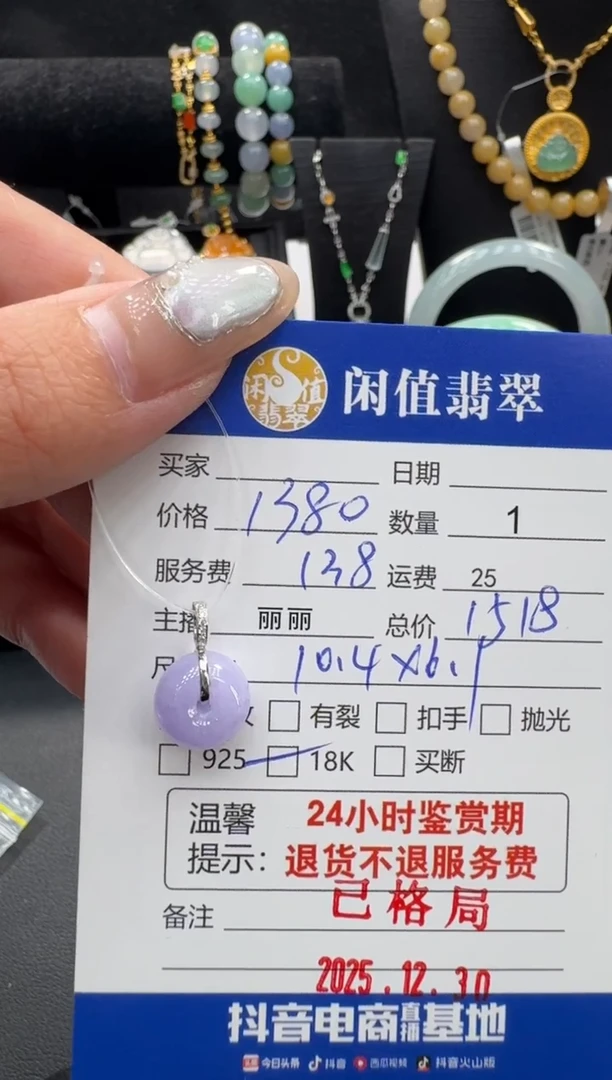 闲值翡翠
闲值翡翠
买家 日期
价格 1380 数量 1
服务费 138 运费 25
主播 丽丽 总价 1518
尺 10.4×6.1
有裂 扣手 抛光
925 18K 买断
温馨提示: 24小时鉴赏期
退货不退服务费
备注 已格局
2025.12.30
抖音电商直播基地
今日头条 抖音 西瓜视频 抖音火山版